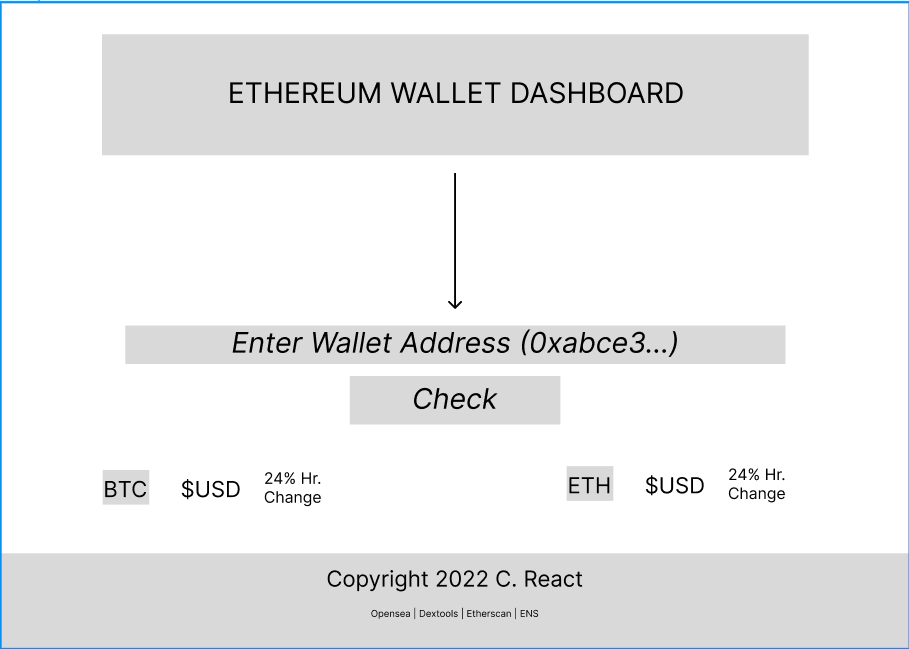 ETHEREUM WALLET DASHBOARD
Enter Wallet Address (0xabce3...)
Check
BTC $USD 24% Hr.
Change
ETH $USD 24% Hr.
Change
Copyright 2022 C. React
Opensea | Dextools | Etherscan | ENS